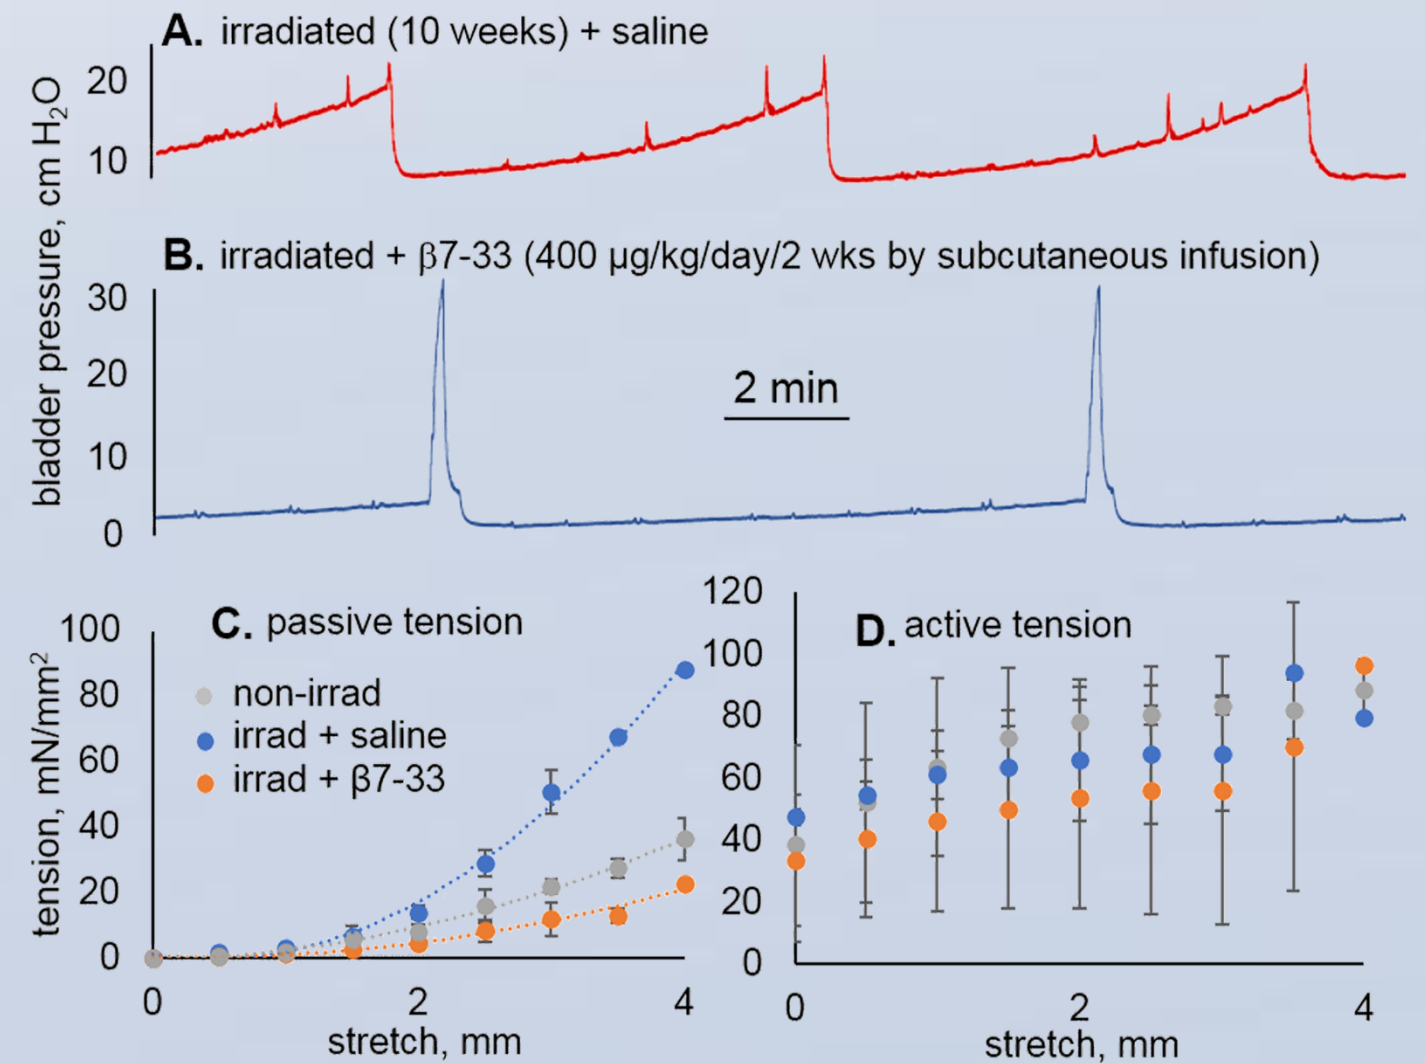 A. irradiated (10 weeks) + saline
20
10
bladder pressure, cm H₂O
B. irradiated + β7-33 (400 µg/kg/day/2 wks by subcutaneous infusion)
30
20
10
0
2 min
C. passive tension
100
80
60
40
20
0
tension, mN/mm²
non-irrad
irrad + saline
irrad + β7-33
0 2 4
stretch, mm
D. active tension
120
100
80
60
40
20
0
0 2 4
stretch, mm